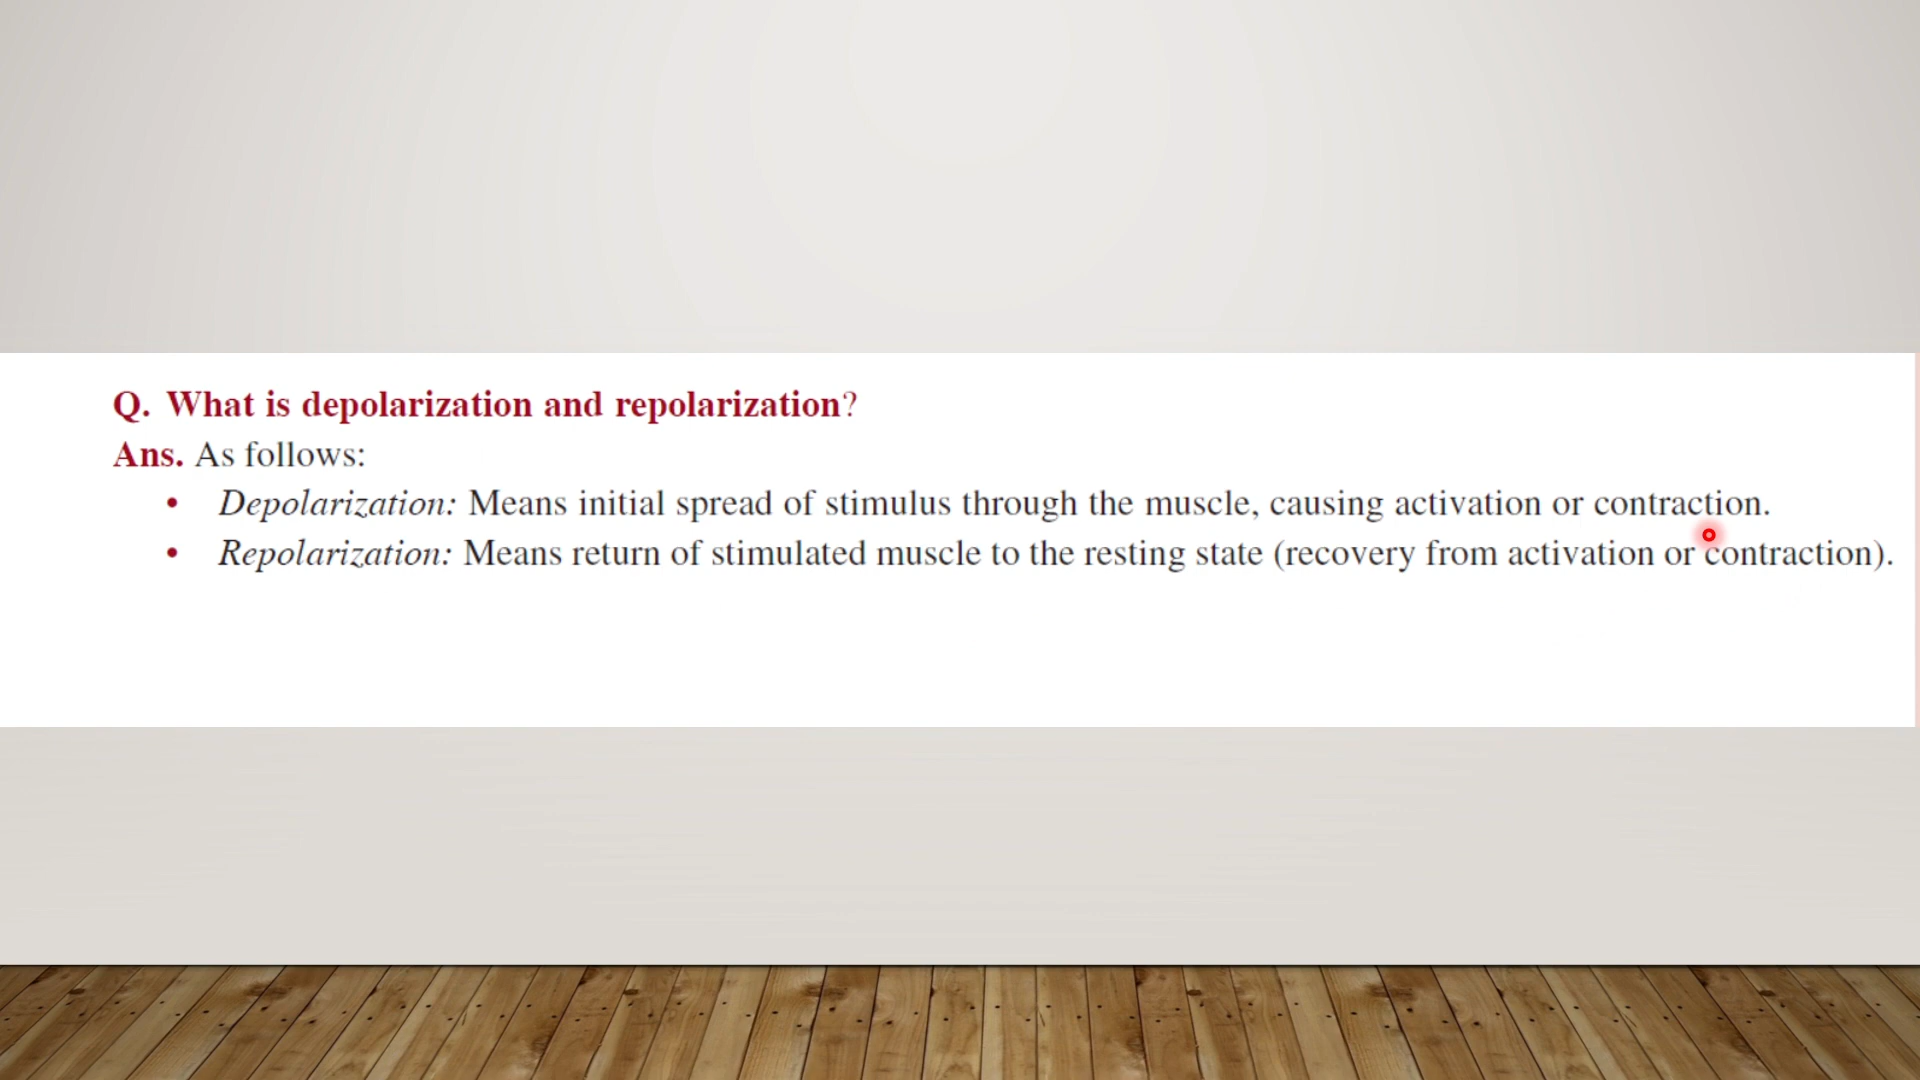 Q. What is depolarization and repolarization?
Ans. As follows:
• Depolarization: Means initial spread of stimulus through the muscle, causing activation or contraction.
• Repolarization: Means return of stimulated muscle to the resting state (recovery from activation or contraction).